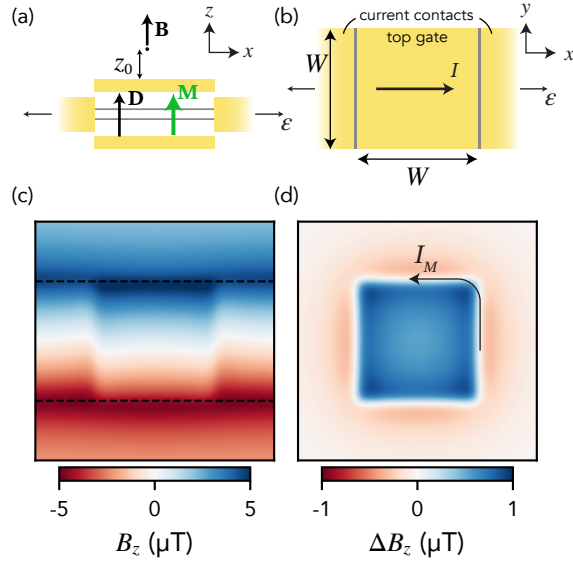 (a)
B
z
x
z₀
D
M
ε
(b)
current contacts
top gate
y
x
W
I
ε
W
(c)
(d)
I_M
-5 0 5
B_z (μT)
-1 0 1
ΔB_z (μT)